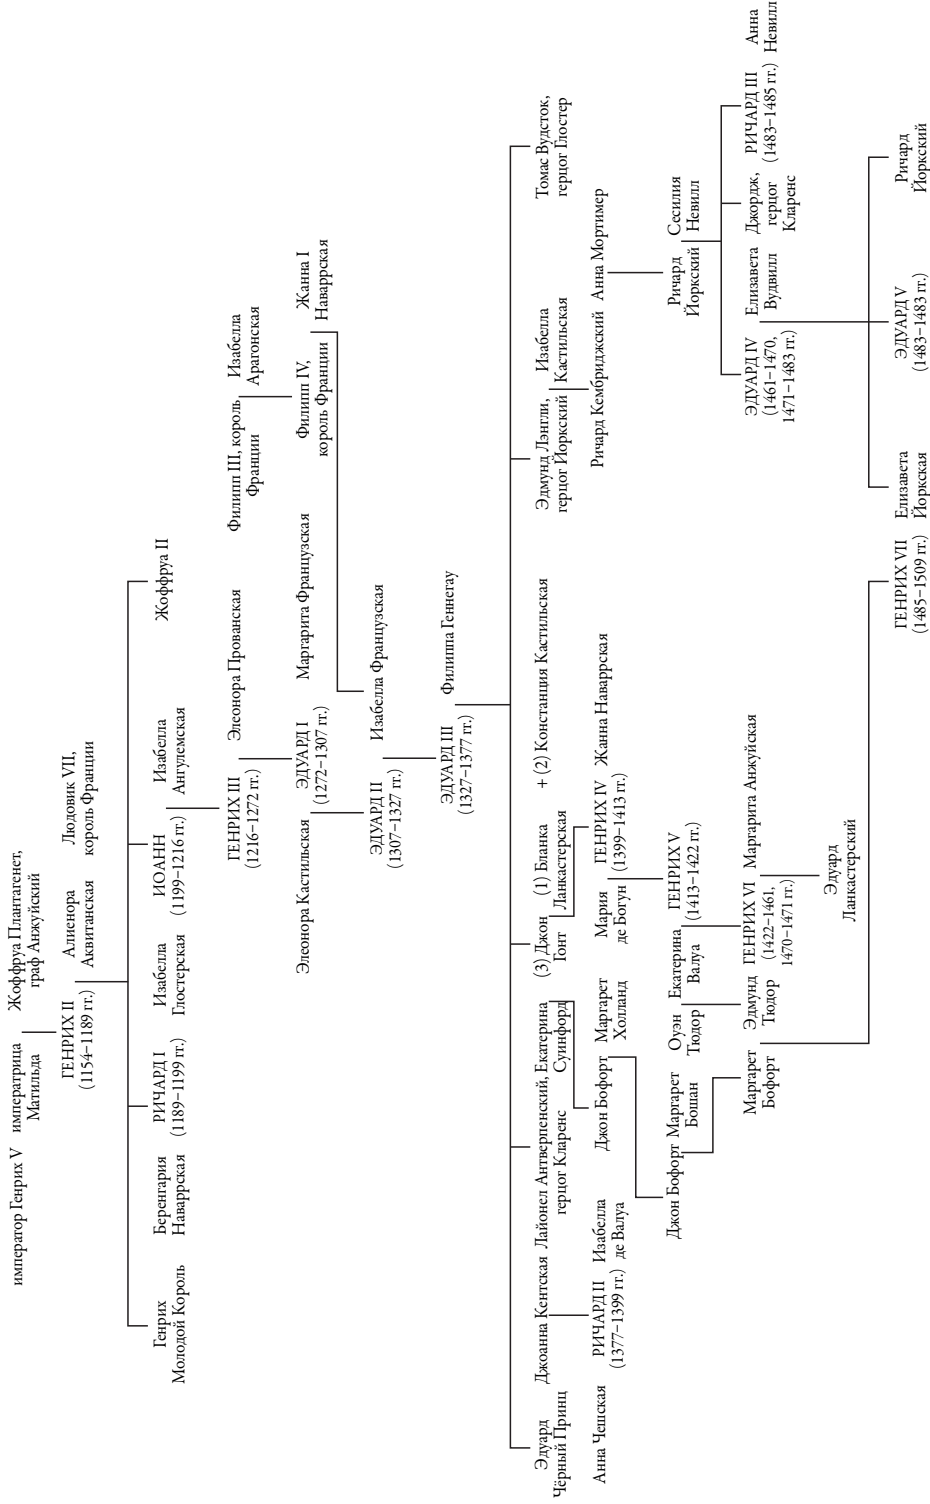 император Генрих V
императрица
Матильда
Жоффруа Плантагенет,
граф Анжуйский
ГЕНРИХ II
(1154–1189 гг.)
Алиенора
Аквитанская
Людовик VII,
король Франции
Генрих
Молодой Король
Беренгария
Наваррская
РИЧАРД I
(1189–1199 гг.)
Изабелла
Глостерская
ИОАНН
(1199–1216 гг.)
Изабелла
Ангулемская
Жоффруа II
ГЕНРИХ III
(1216–1272 гг.)
Элеонора Прованская
Филипп III, король
Франции
Изабелла
Арагонская
Элеонора Кастильская
ЭДУАРД I
(1272–1307 гг.)
Маргарита Французская
Филипп IV,
король Франции
Жанна I
Наваррская
ЭДУАРД II
(1307–1327 гг.)
Изабелла Французская
ЭДУАРД III
(1327–1377 гг.)
Филиппа Геннегау
Эдуард
Чёрный Принц
Джоанна Кентская
Лайонел Антверпенский,
герцог Кларенс
Екатерина
Суинфорд
(3) Джон
Гонт
(1) Бланка
Ланкастерская
+ (2) Констанция Кастильская
Эдмунд Лэнгли,
герцог Йоркский
Изабелла
Кастильская
Томас Вудсток,
герцог Глостер
Анна Чешская
РИЧАРД II
(1377–1399 гг.)
Изабелла
де Валуа
Джон Бофорт
Маргарет
Холланд
Мария
де Богун
ГЕНРИХ IV
(1399–1413 гг.)
Жанна Наваррская
Ричард Кембриджский
Анна Мортимер
Джон Бофорт
Маргарет
Бошан
Оуэн
Тюдор
Екатерина
Валуа
ГЕНРИХ V
(1413–1422 гг.)
Ричард
Йоркский
Сесилия
Невилл
Маргарет
Бофорт
Эдмунд
Тюдор
ГЕНРИХ VI
(1422–1461,
1470–1471 гг.)
Маргарита Анжуйская
ЭДУАРД IV
(1461–1470,
1471–1483 гг.)
Елизавета
Вудвилл
Джордж,
герцог
Кларенс
РИЧАРД III
(1483–1485 гг.)
Анна
Невилл
Эдуард
Ланкастерский
ГЕНРИХ VII
(1485–1509 гг.)
Елизавета
Йоркская
ЭДУАРД V
(1483–1483 гг.)
Ричард
Йоркский